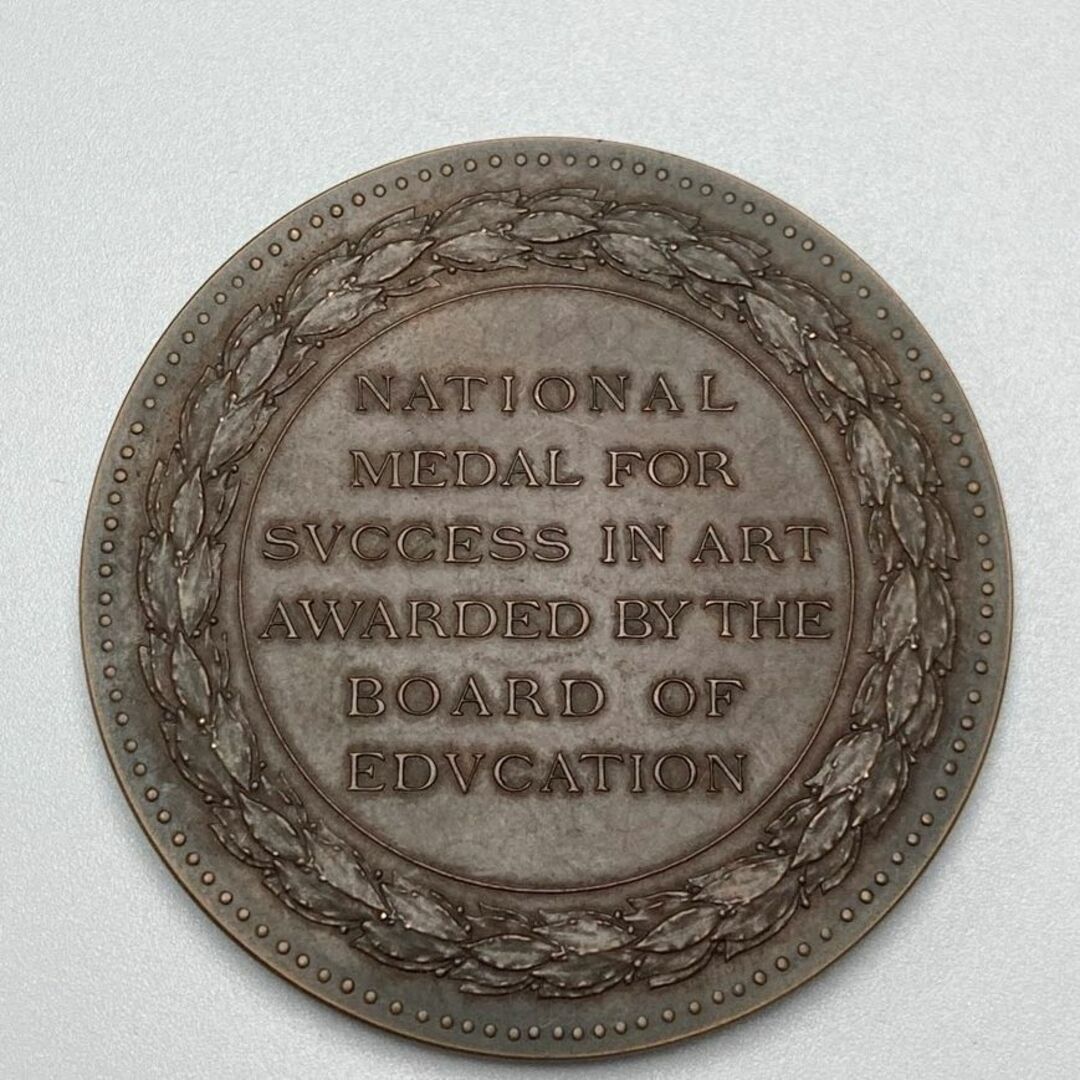 NATIONAL
MEDAL FOR
SVCCESS IN ART
AWARDED BY THE
BOARD OF
EDVCATION